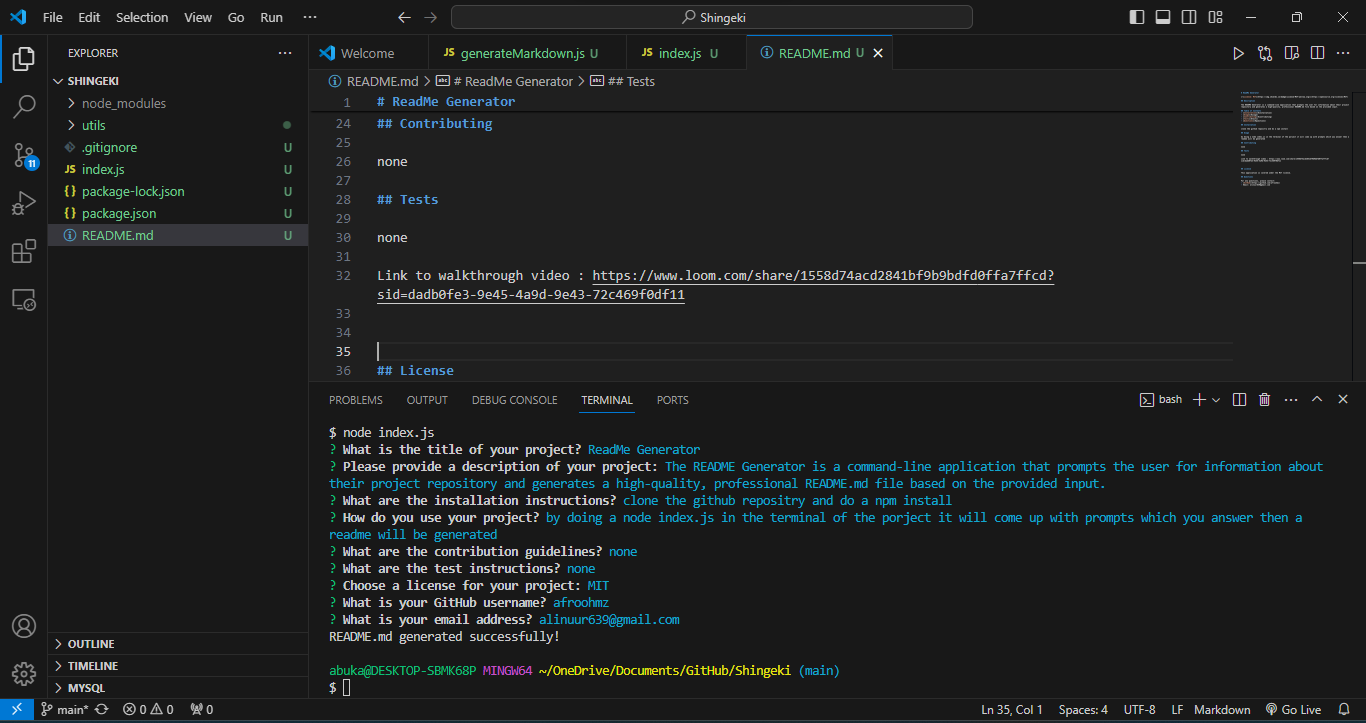 File Edit Selection View Go Run ··· Shingeki
EXPLORER ···
SHINGEKI
node_modules
utils
.gitignore U
JS index.js U
{} package-lock.json U
{} package.json U
README.md U
OUTLINE
TIMELINE
MYSQL
11
Welcome JS generateMarkdown.js U JS index.js U README.md U
README.md > # ReadMe Generator > ## Tests
1 # ReadMe Generator
24 ## Contributing
25
26 none
27
28 ## Tests
29
30 none
31
32 Link to walkthrough video : https://www.loom.com/share/1558d74acd2841bf9b9bdfd0ffa7ffcd?
sid=dadb0fe3-9e45-4a9d-9e43-72c469f0df11
33
34
35
36 ## License
PROBLEMS OUTPUT DEBUG CONSOLE TERMINAL PORTS bash
$ node index.js
? What is the title of your project? ReadMe Generator
? Please provide a description of your project: The README Generator is a command-line application that prompts the user for information about
their project repository and generates a high-quality, professional README.md file based on the provided input.
? What are the installation instructions? clone the github repositry and do a npm install
? How do you use your project? by doing a node index.js in the terminal of the porject it will come up with prompts which you answer then a
readme will be generated
? What are the contribution guidelines? none
? What are the test instructions? none
? Choose a license for your project: MIT
? What is your GitHub username? afroohmz
? What is your email address? alinuur639@gmail.com
README.md generated successfully!
abuka@DESKTOP-SBMK68P MINGW64 ~/OneDrive/Documents/GitHub/Shingeki (main)
$
main* 0 0 0 Ln 35, Col 1 Spaces: 4 UTF-8 LF Markdown Go Live